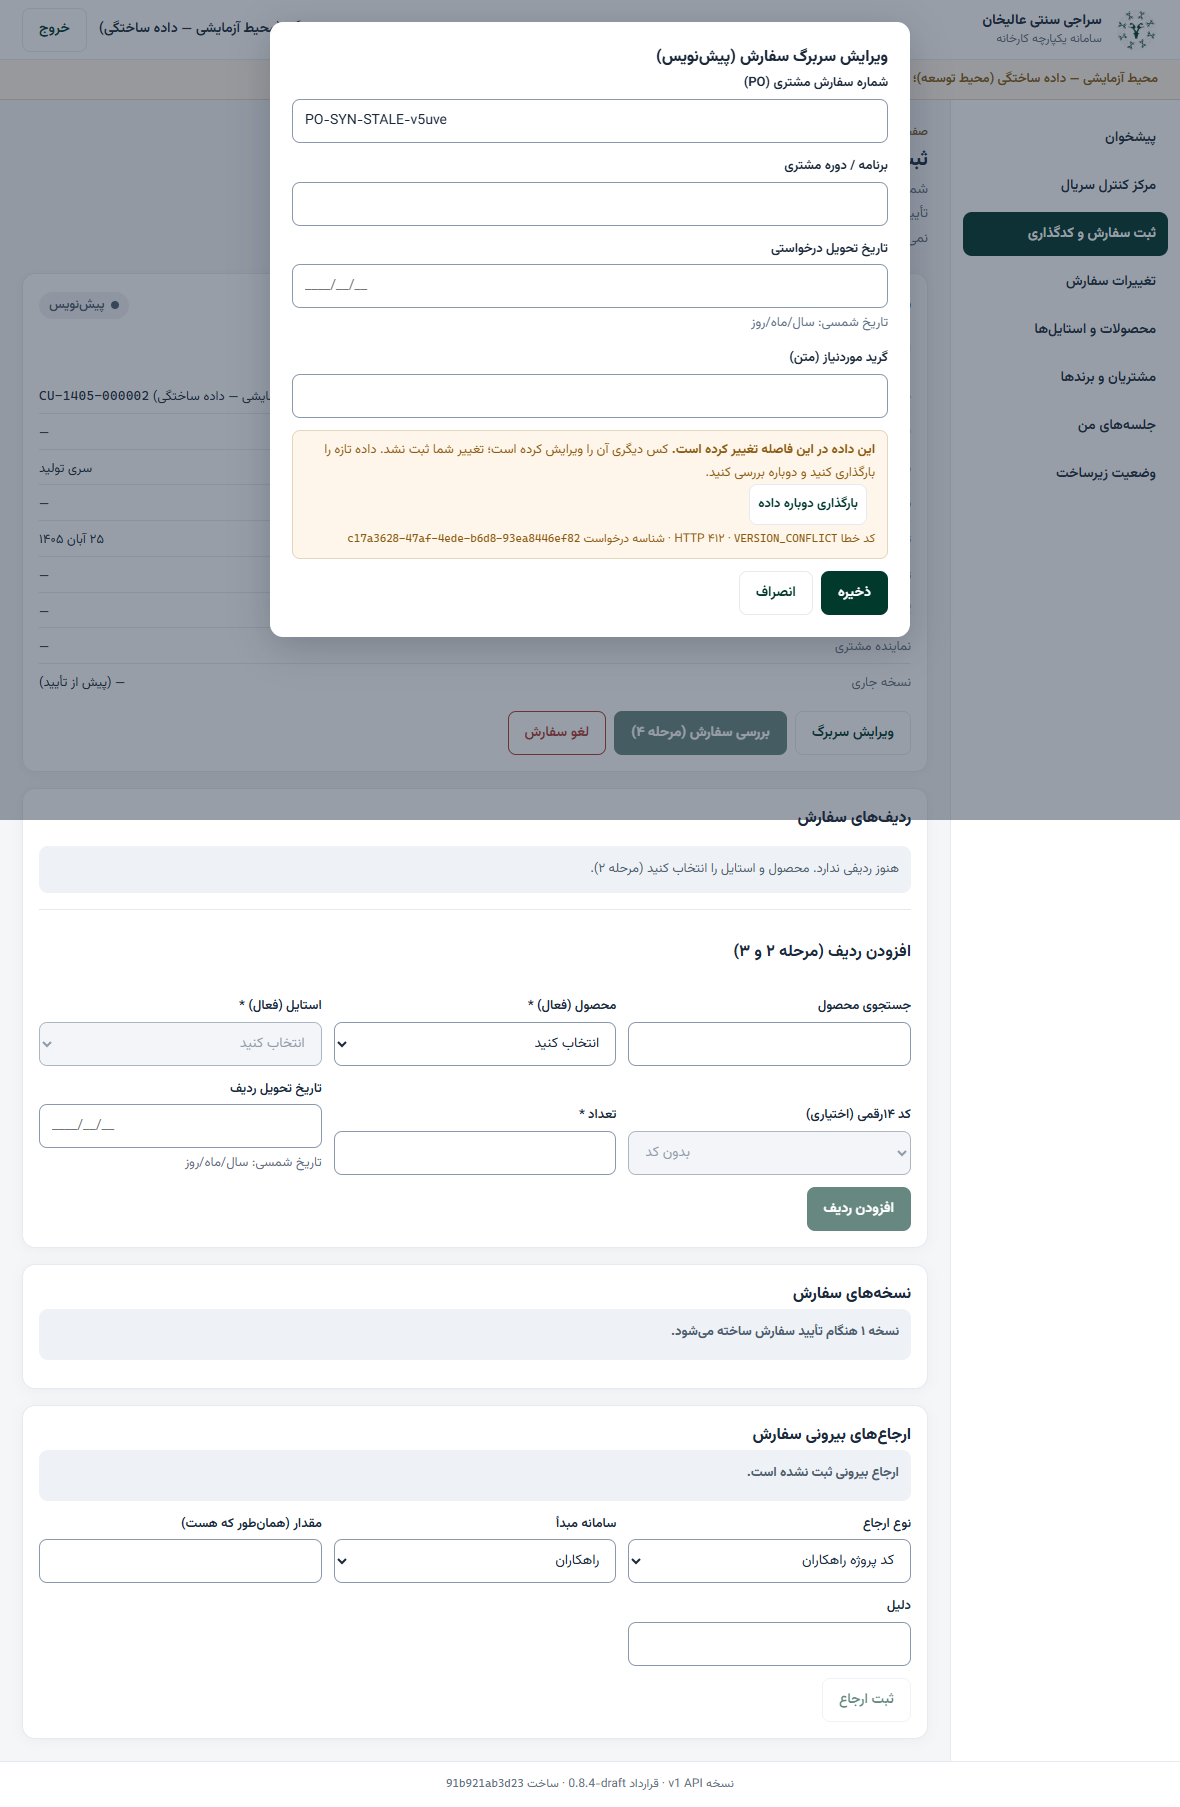 سراجی سنتی عالیخان
سامانه یکپارچه کارخانه
محیط آزمایشی – داده ساختگی)
خروج
محیط آزمایشی – داده ساختگی (محیط توسعه)؛
پیشخوان
مرکز کنترل سریال
ثبت سفارش و کدگذاری
تغییرات سفارش
محصولات و استایل‌ها
مشتریان و برندها
جلسه‌های من
وضعیت زیرساخت
ویرایش سربرگ سفارش (پیش‌نویس)
شماره سفارش مشتری (PO)
PO-SYN-STALE-v5uve
برنامه / دوره مشتری
تاریخ تحویل درخواستی
____/__/__
تاریخ شمسی: سال/ماه/روز
گرید موردنیاز (متن)
این داده در این فاصله تغییر کرده است. کس دیگری آن را ویرایش کرده است؛ تغییر شما ثبت نشد. داده تازه را
بارگذاری کنید و دوباره بررسی کنید.
بارگذاری دوباره داده
کد خطا VERSION_CONFLICT · HTTP ۴۱۲ · شناسه درخواست c17a3628-47af-4ede-b6d8-93ea8446ef82
ذخیره
انصراف
پیش‌نویس
آزمایشی – داده ساختگی) CU-1405-000002
—
سری تولید
—
۲۵ آبان ۱۴۰۵
—
—
نماینده مشتری
—
نسخه جاری
— (پیش از تأیید)
ویرایش سربرگ
بررسی سفارش (مرحله ۴)
لغو سفارش
ردیف‌های سفارش
هنوز ردیفی ندارد. محصول و استایل را انتخاب کنید (مرحله ۲).
افزودن ردیف (مرحله ۲ و ۳)
جستجوی محصول
محصول (فعال) *
انتخاب کنید
استایل (فعال) *
انتخاب کنید
کد ۱۴رقمی (اختیاری)
بدون کد
تعداد *
تاریخ تحویل ردیف
____/__/__
تاریخ شمسی: سال/ماه/روز
افزودن ردیف
نسخه‌های سفارش
نسخه ۱ هنگام تأیید سفارش ساخته می‌شود.
ارجاع‌های بیرونی سفارش
ارجاع بیرونی ثبت نشده است.
نوع ارجاع
کد پروژه راهکاران
سامانه مبدأ
راهکاران
مقدار (همان‌طور که هست)
دلیل
ثبت ارجاع
نسخه v1 API · قرارداد 0.8.4-draft · ساخت 91b921ab3d23